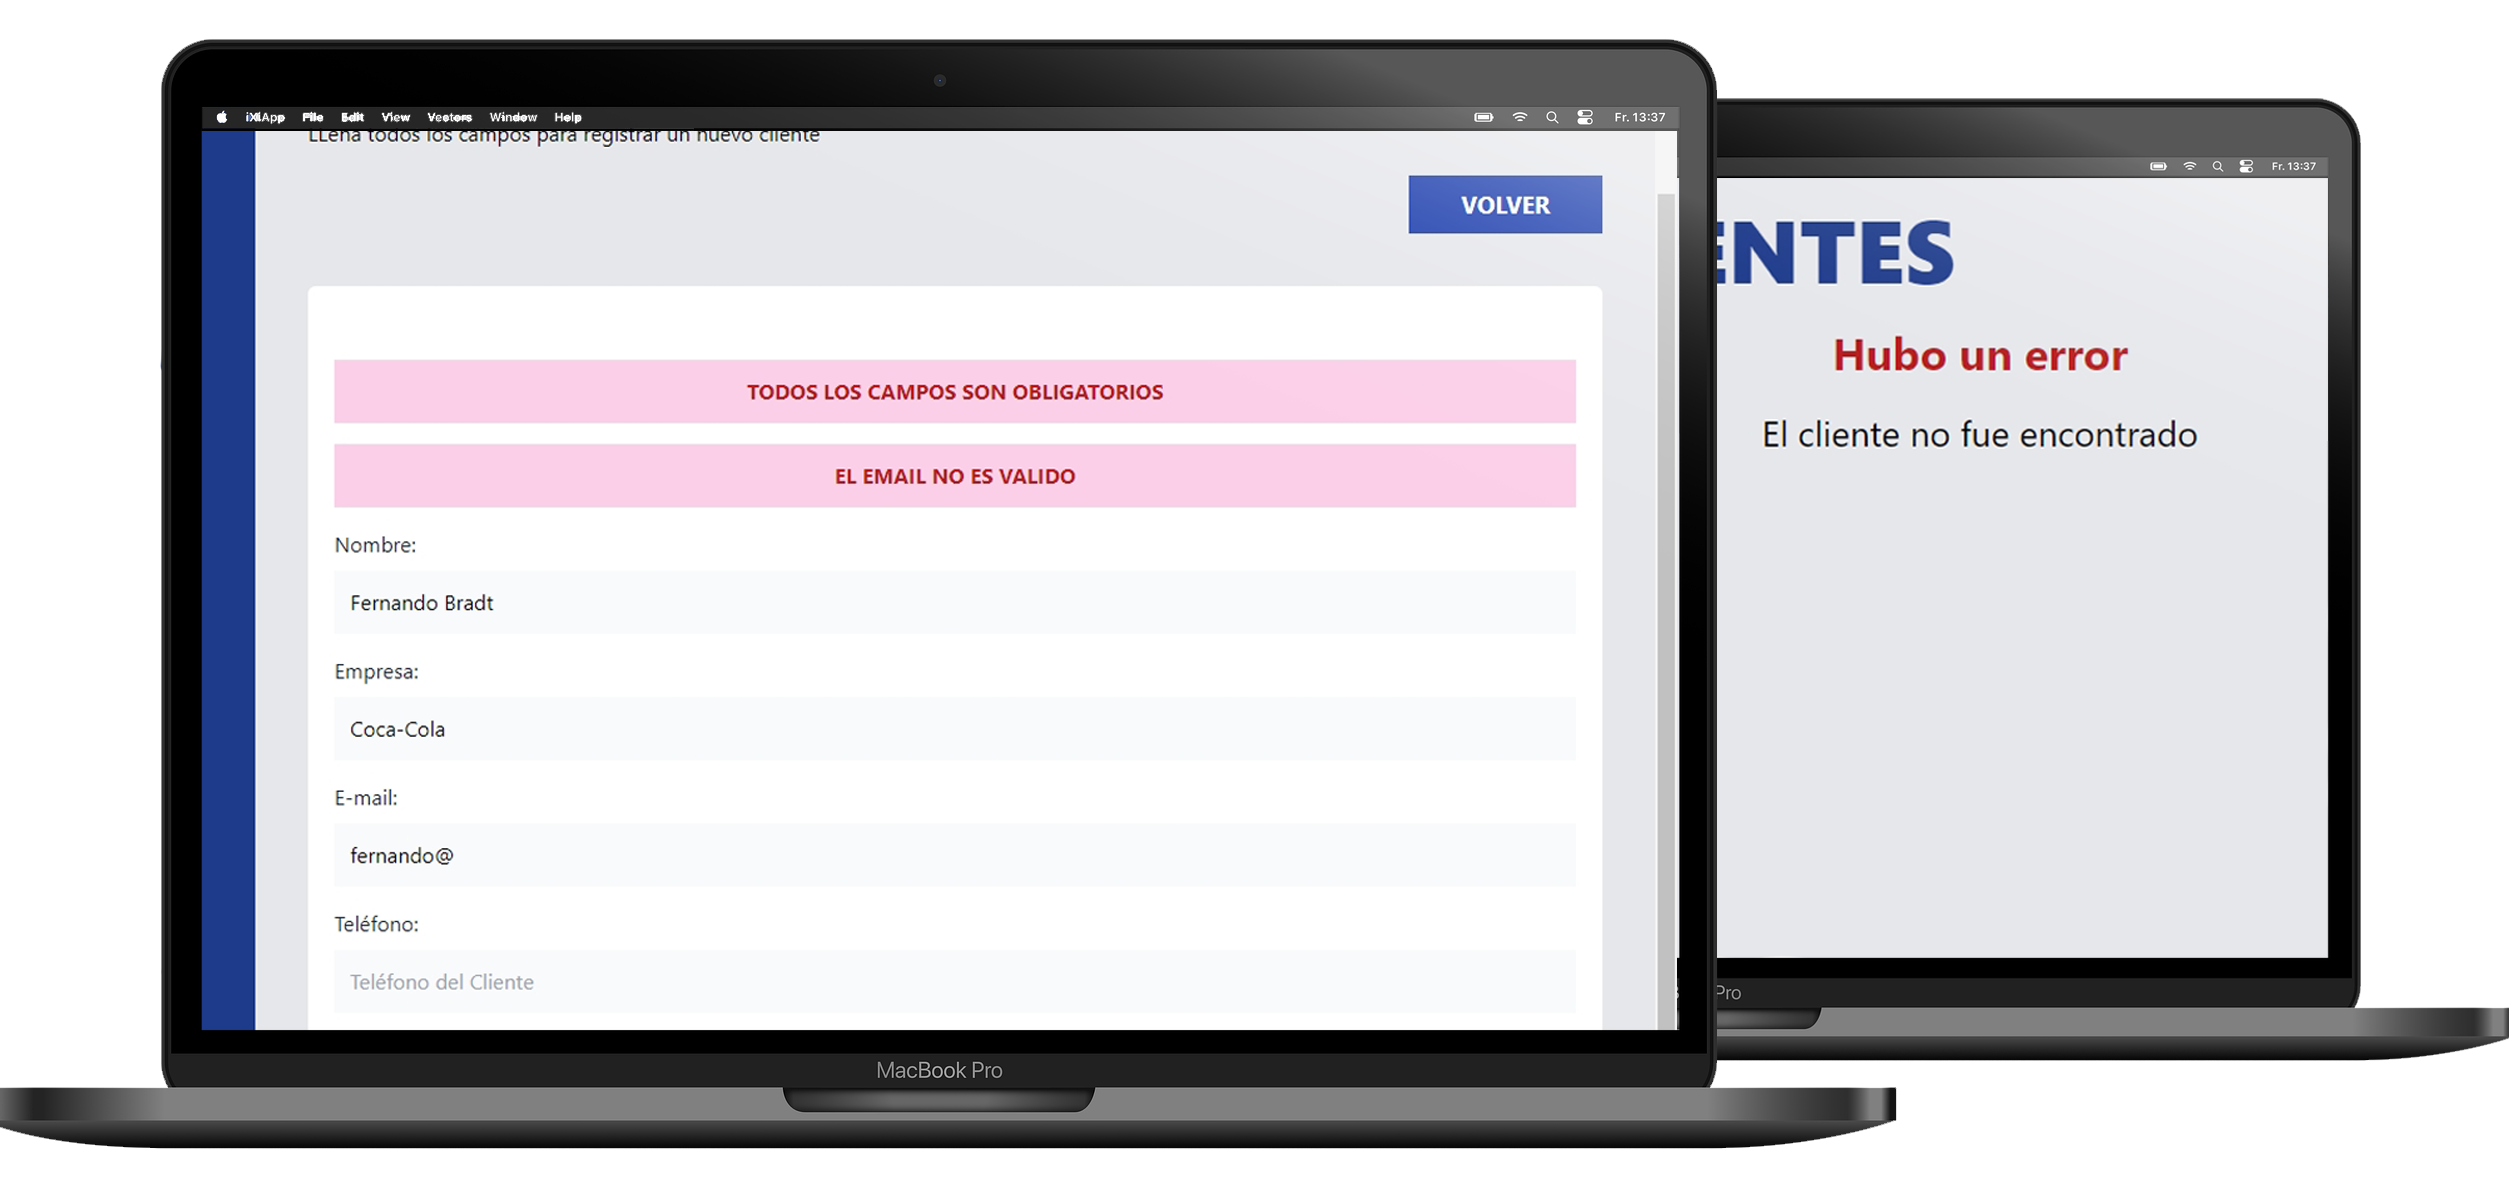 File Edit View Window Help Fr. 13:37
LLena todos los campos para registrar un nuevo cliente
VOLVER
TODOS LOS CAMPOS SON OBLIGATORIOS
EL EMAIL NO ES VALIDO
Nombre:
Fernando Bradt
Empresa:
Coca-Cola
E-mail:
fernando@
Teléfono:
Teléfono del Cliente
MacBook Pro
Fr. 13:37
ENTES
Hubo un error
El cliente no fue encontrado
Pro